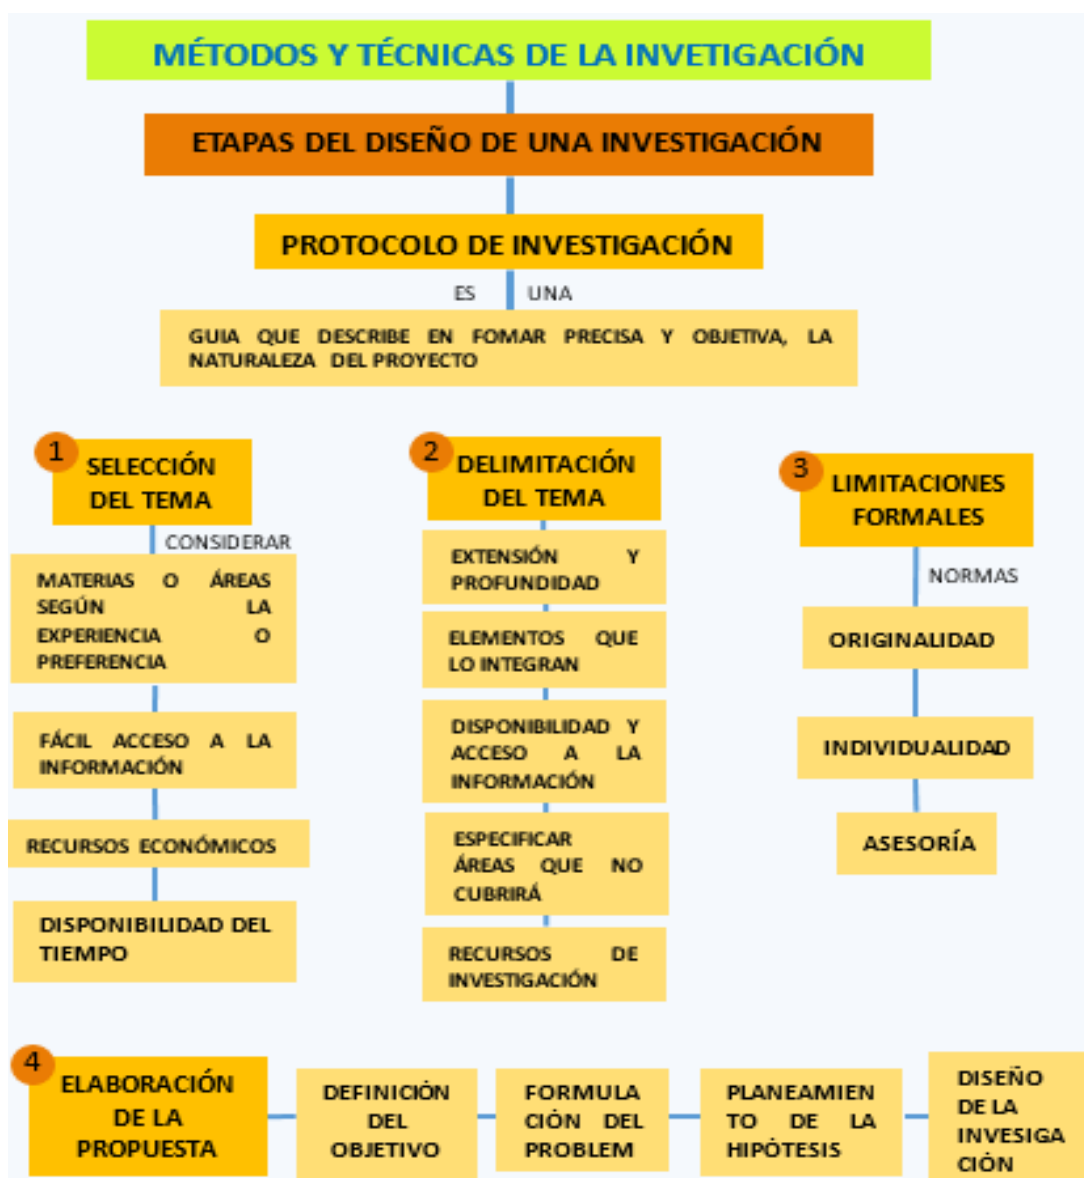 MÉTODOS Y TÉCNICAS DE LA INVETIGACIÓN
ETAPAS DEL DISEÑO DE UNA INVESTIGACIÓN
PROTOCOLO DE INVESTIGACIÓN
ES UNA
GUIA QUE DESCRIBE EN FOMAR PRECISA Y OBJETIVA, LA
NATURALEZA DEL PROYECTO
1
SELECCIÓN
DEL TEMA
CONSIDERAR
MATERIAS O ÁREAS
SEGÚN LA
EXPERIENCIA O
PREFERENCIA
FÁCIL ACCESO A LA
INFORMACIÓN
RECURSOS ECONÓMICOS
DISPONIBILIDAD DEL
TIEMPO
2
DELIMITACIÓN
DEL TEMA
EXTENSIÓN Y
PROFUNDIDAD
ELEMENTOS QUE
LO INTEGRAN
DISPONIBILIDAD Y
ACCESO A LA
INFORMACIÓN
ESPECIFICAR
ÁREAS QUE NO
CUBRIRÁ
RECURSOS DE
INVESTIGACIÓN
3
LIMITACIONES
FORMALES
NORMAS
ORIGINALIDAD
INDIVIDUALIDAD
ASESORÍA
4
ELABORACIÓN
DE LA
PROPUESTA
DEFINICIÓN
DEL
OBJETIVO
FORMULA
CIÓN DEL
PROBLEM
PLANEAMIEN
TO DE LA
HIPÓTESIS
DISEÑO
DE LA
INVESIGA
CIÓN